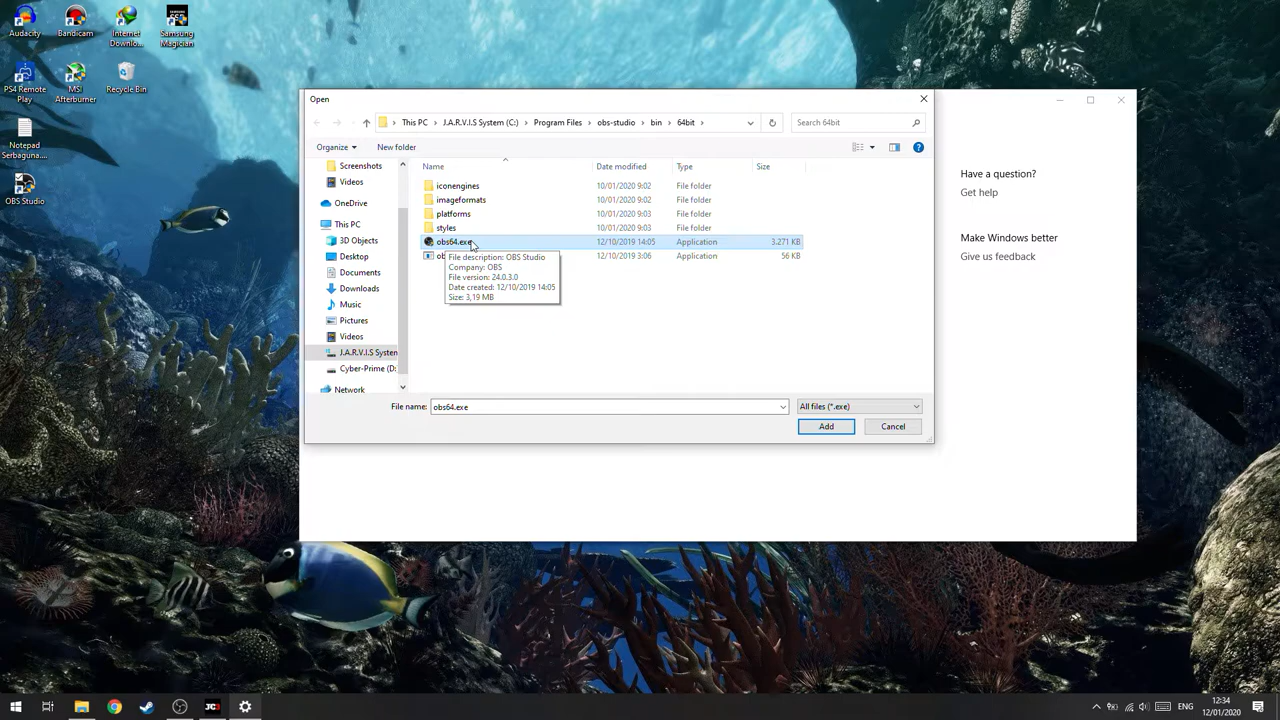 Audacity
Bandicam
Internet Downlo...
Samsung Magician
PS4 Remote Play
MSI Afterburner
Recycle Bin
Notepad Serbaguna....
OBS Studio
Open
This PC > J.A.R.V.I.S System (C:) > Program Files > obs-studio > bin > 64bit >
Search 64bit
Organize
New folder
Name
Date modified
Type
Size
Screenshots
Videos
OneDrive
This PC
3D Objects
Desktop
Documents
Downloads
Music
Pictures
Videos
J.A.R.V.I.S System
Cyber-Prime (D:
Network
iconengines 10/01/2020 9:02 File folder
imageformats 10/01/2020 9:02 File folder
platforms 10/01/2020 9:03 File folder
styles 10/01/2020 9:03 File folder
obs64.exe 12/10/2019 14:05 Application 3.271 KB
12/10/2019 3:06 Application 56 KB
File description: OBS Studio
Company: OBS
File version: 24.0.3.0
Date created: 12/10/2019 14:05
Size: 3,19 MB
File name:
obs64.exe
All files (*.exe)
Add
Cancel
Have a question?
Get help
Make Windows better
Give us feedback
JC3
ENG
12:34
12/01/2020